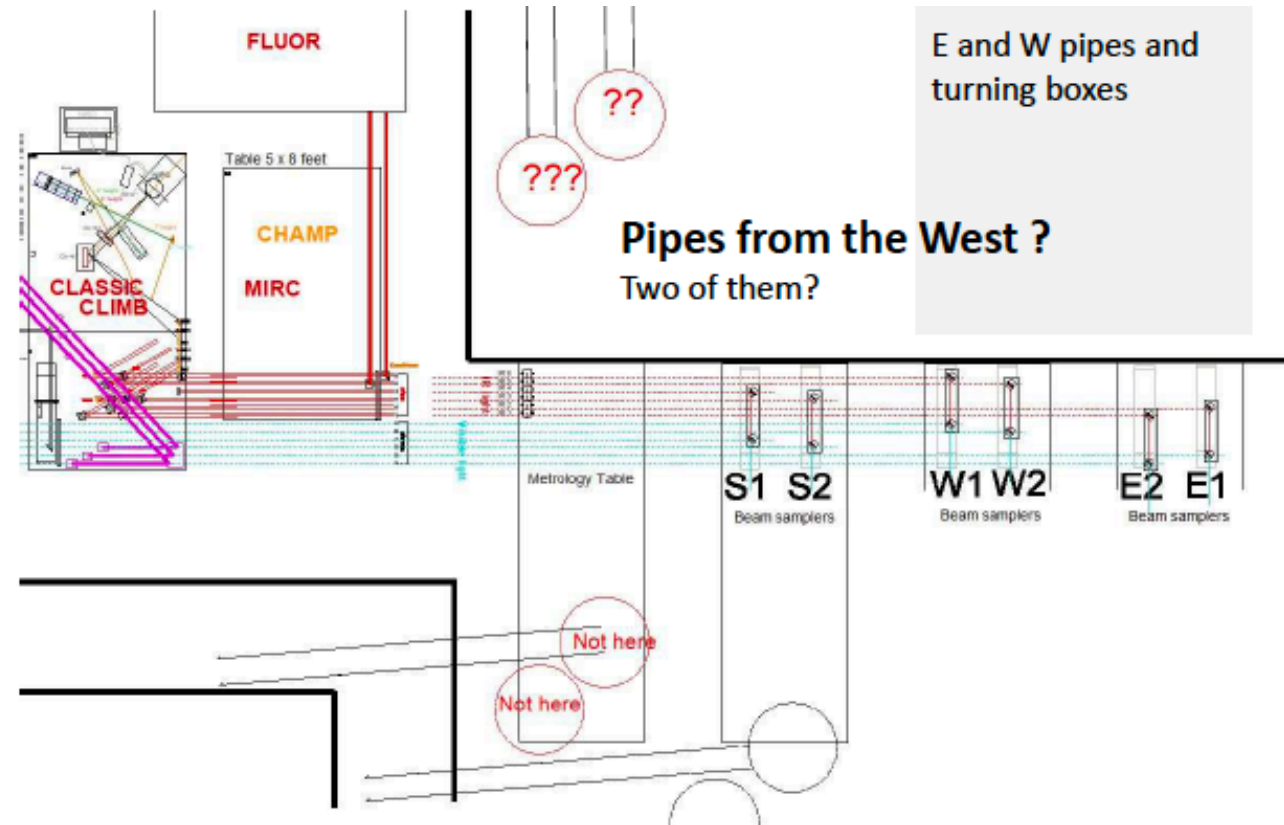 FLUOR
E and W pipes and
turning boxes
??
???
Table 5 x 8 feet
CHAMP
Pipes from the West ?
Two of them?
CLASSIC
CLIMB
MIRC
Metrology Table
S1 S2
W1 W2
E2 E1
Beam samplers
Beam samplers
Beam samplers
Not here
Not here